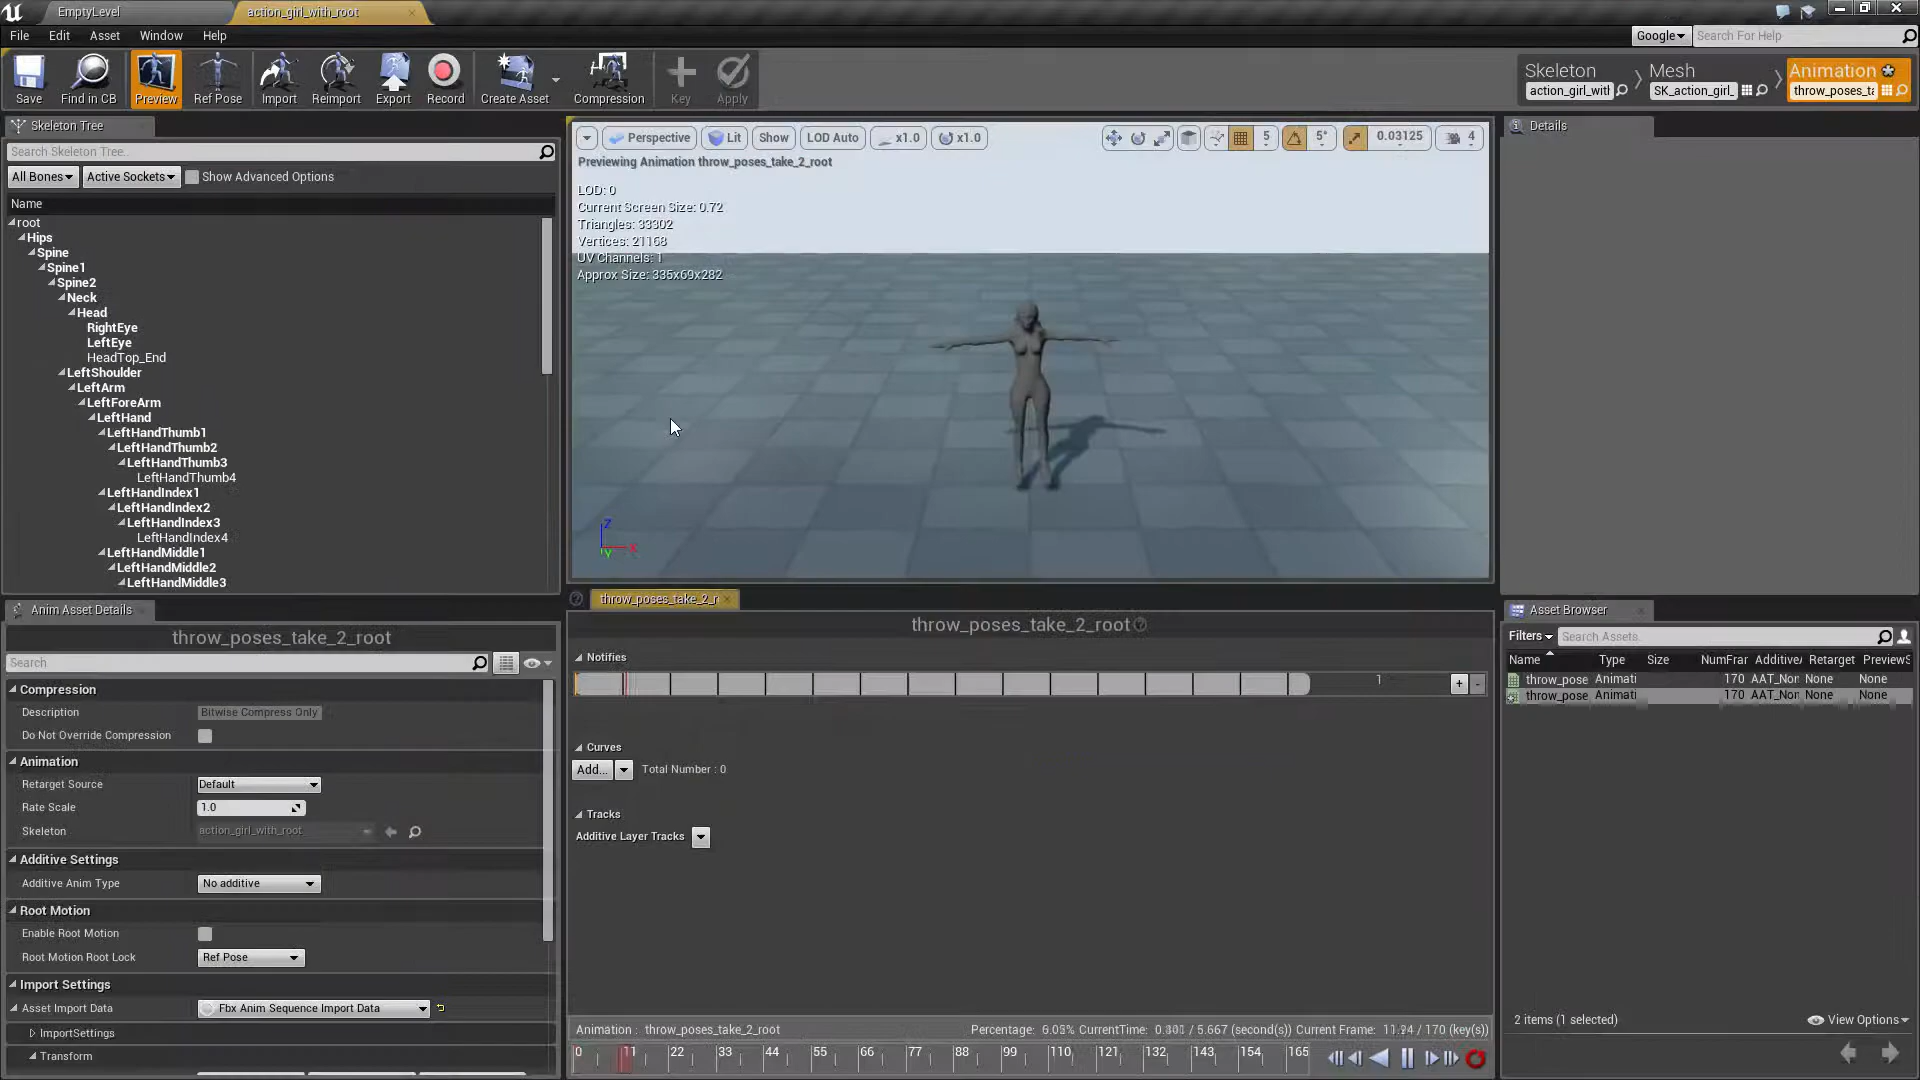 EmptyLevel
action_girl_with_root
File Edit Asset Window Help
Google
Search For Help
Save
Find in CB
Preview
Ref Pose
Import
Reimport
Export
Record
Create Asset
Compression
Key
Apply
Skeleton
action_girl_witl
Mesh
SK_action_girl_
Animation
throw_poses_ta
Skeleton Tree
Search Skeleton Tree...
All Bones
Active Sockets
Show Advanced Options
Name
root
Hips
Spine
Spine1
Spine2
Neck
Head
RightEye
LeftEye
HeadTop_End
LeftShoulder
LeftArm
LeftForeArm
LeftHand
LeftHandThumb1
LeftHandThumb2
LeftHandThumb3
LeftHandThumb4
LeftHandIndex1
LeftHandIndex2
LeftHandIndex3
LeftHandIndex4
LeftHandMiddle1
LeftHandMiddle2
LeftHandMiddle3
Perspective
Lit
Show
LOD Auto
x1.0
x1.0
5
5°
0.03125
4
Previewing Animation throw_poses_take_2_root
LOD: 0
Current Screen Size: 0.72
Triangles: 33302
Vertices: 21168
UV Channels: 1
Approx Size: 335x69x282
Z
X
Y
Details
Anim Asset Details
throw_poses_take_2_root
Search
Compression
Description Bitwise Compress Only
Do Not Override Compression
Animation
Retarget Source Default
Rate Scale 1.0
Skeleton action_girl_with_root
Additive Settings
Additive Anim Type No additive
Root Motion
Enable Root Motion
Root Motion Root Lock Ref Pose
Import Settings
Asset Import Data Fbx Anim Sequence Import Data
ImportSettings
Transform
throw_poses_take_2_r
throw_poses_take_2_root
Notifies
1
+ -
Curves
Add... Total Number : 0
Tracks
Additive Layer Tracks
Animation : throw_poses_take_2_root
Percentage: CurrentTime: / 5.667 (second(s)) Current Frame: / 170 (key(s))
0 11 22 33 44 55 66 77 88 99 110 121 132 143 154 165
Asset Browser
Filters
Search Assets
Name Type Size NumFrar Additive Retarget PreviewS
throw_pose Animati 170 AAT_Nor None None
throw_pose Animati 170 AAT_Nor None None
2 items (1 selected)
View Options